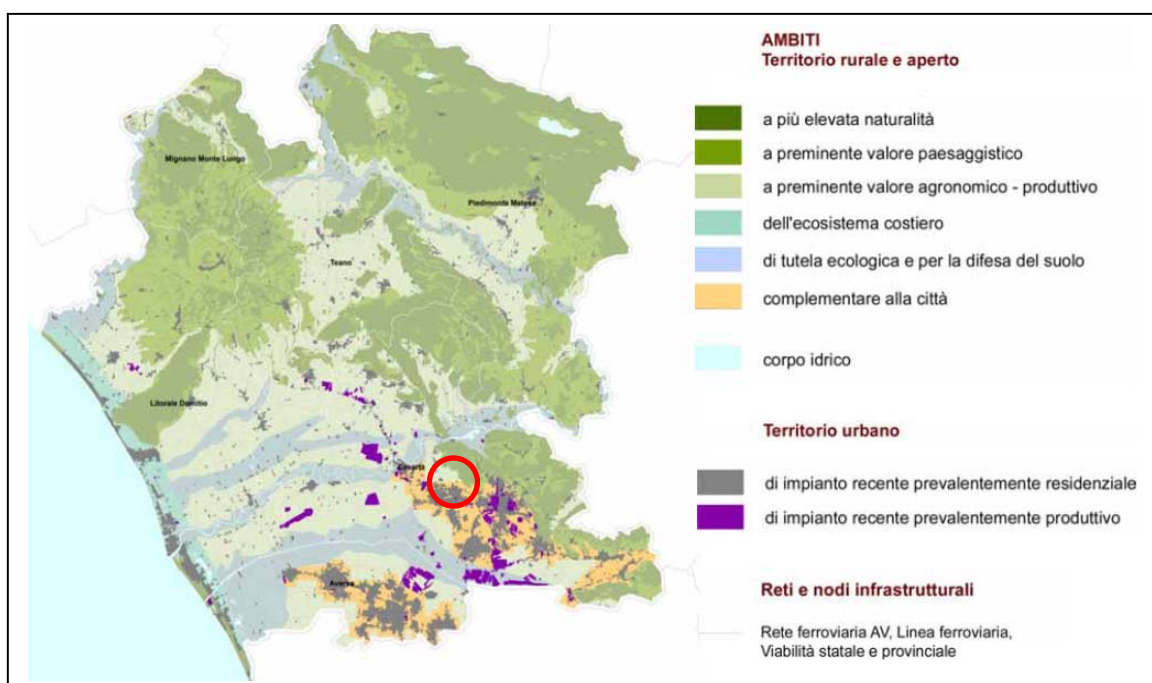 AMBITI
Territorio rurale e aperto
a più elevata naturalità
a preminente valore paesaggistico
a preminente valore agronomico - produttivo
dell'ecosistema costiero
di tutela ecologica e per la difesa del suolo
complementare alla città
corpo idrico
Territorio urbano
di impianto recente prevalentemente residenziale
di impianto recente prevalentemente produttivo
Reti e nodi infrastrutturali
Rete ferroviaria AV, Linea ferroviaria,
Viabilità statale e provinciale
Mignano Monte Lungo
Piedimonte Matese
Teano
Litorale Domitio
Caserta
Aversa